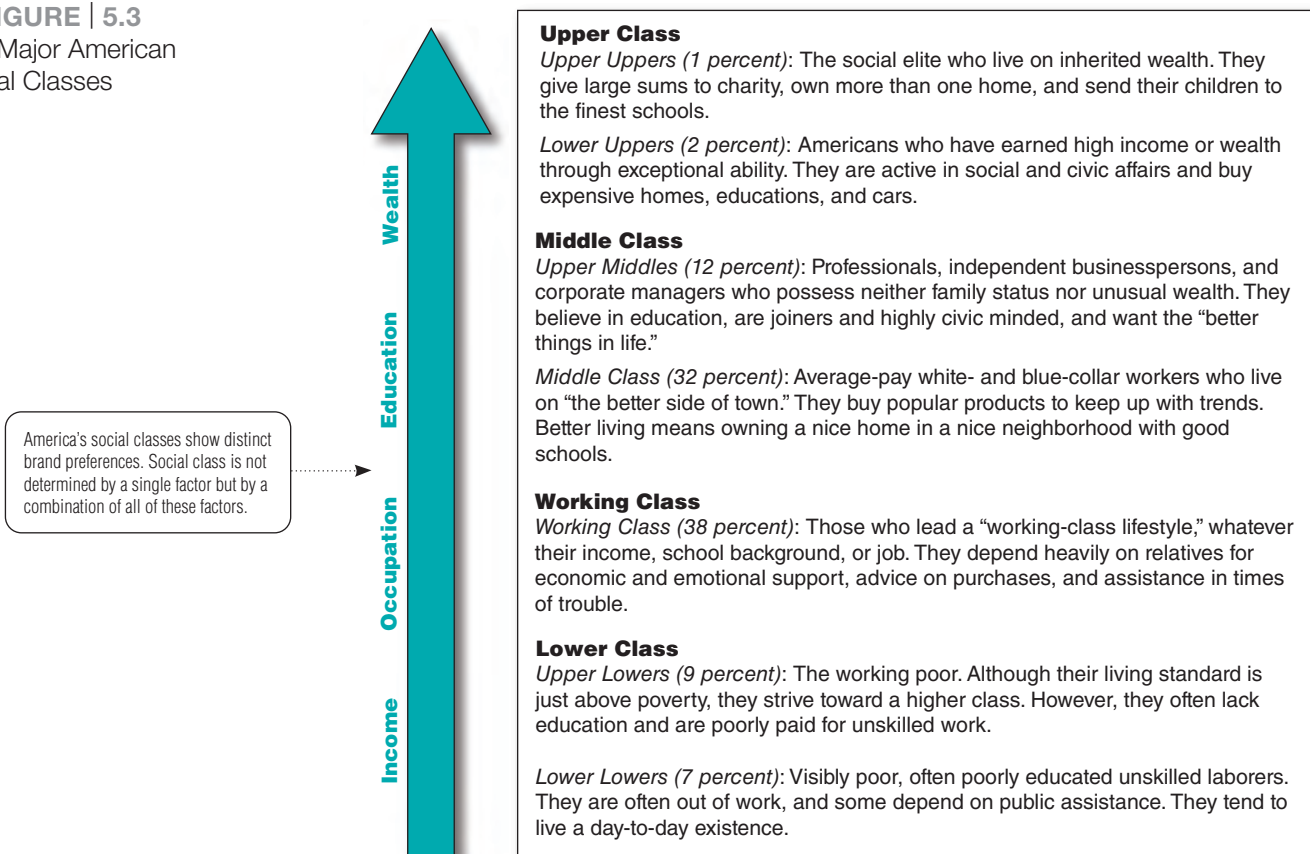 FIGURE | 5.3
Major American
Classes
Wealth
Education
Occupation
Income
America's social classes show distinct
brand preferences. Social class is not
determined by a single factor but by a
combination of all of these factors.
Upper Class
Upper Uppers (1 percent): The social elite who live on inherited wealth. They
give large sums to charity, own more than one home, and send their children to
the finest schools.
Lower Uppers (2 percent): Americans who have earned high income or wealth
through exceptional ability. They are active in social and civic affairs and buy
expensive homes, educations, and cars.
Middle Class
Upper Middles (12 percent): Professionals, independent businesspersons, and
corporate managers who possess neither family status nor unusual wealth. They
believe in education, are joiners and highly civic minded, and want the “better
things in life.”
Middle Class (32 percent): Average-pay white- and blue-collar workers who live
on “the better side of town.” They buy popular products to keep up with trends.
Better living means owning a nice home in a nice neighborhood with good
schools.
Working Class
Working Class (38 percent): Those who lead a “working-class lifestyle,” whatever
their income, school background, or job. They depend heavily on relatives for
economic and emotional support, advice on purchases, and assistance in times
of trouble.
Lower Class
Upper Lowers (9 percent): The working poor. Although their living standard is
just above poverty, they strive toward a higher class. However, they often lack
education and are poorly paid for unskilled work.
Lower Lowers (7 percent): Visibly poor, often poorly educated unskilled laborers.
They are often out of work, and some depend on public assistance. They tend to
live a day-to-day existence.